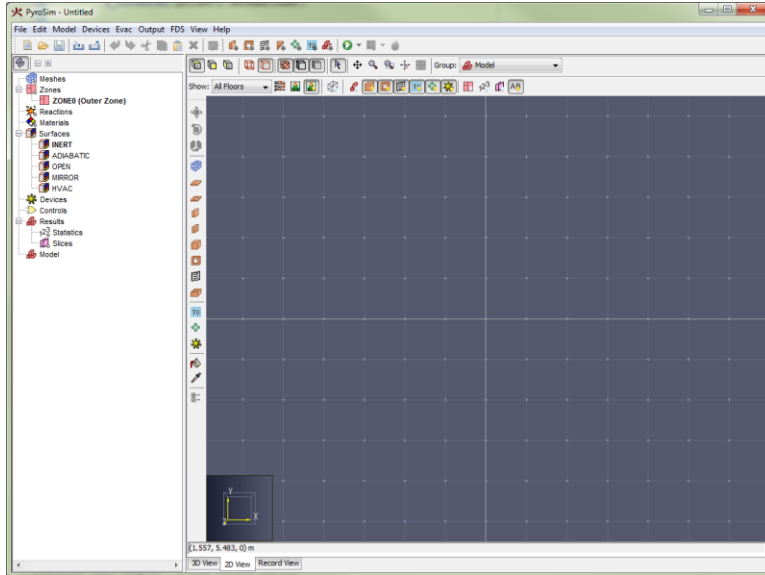 PyroSim - Untitled
File Edit Model Devices Evac Output FDS View Help
Group: Model
Show: All Floors
Meshes
Zones
ZONE0 (Outer Zone)
Reactions
Materials
Surfaces
INERT
ADIABATIC
OPEN
MIRROR
HVAC
Devices
Controls
Results
Statistics
Slices
Model
Y
X
(1.557, 5.483, 0) m
3D View 2D View Record View